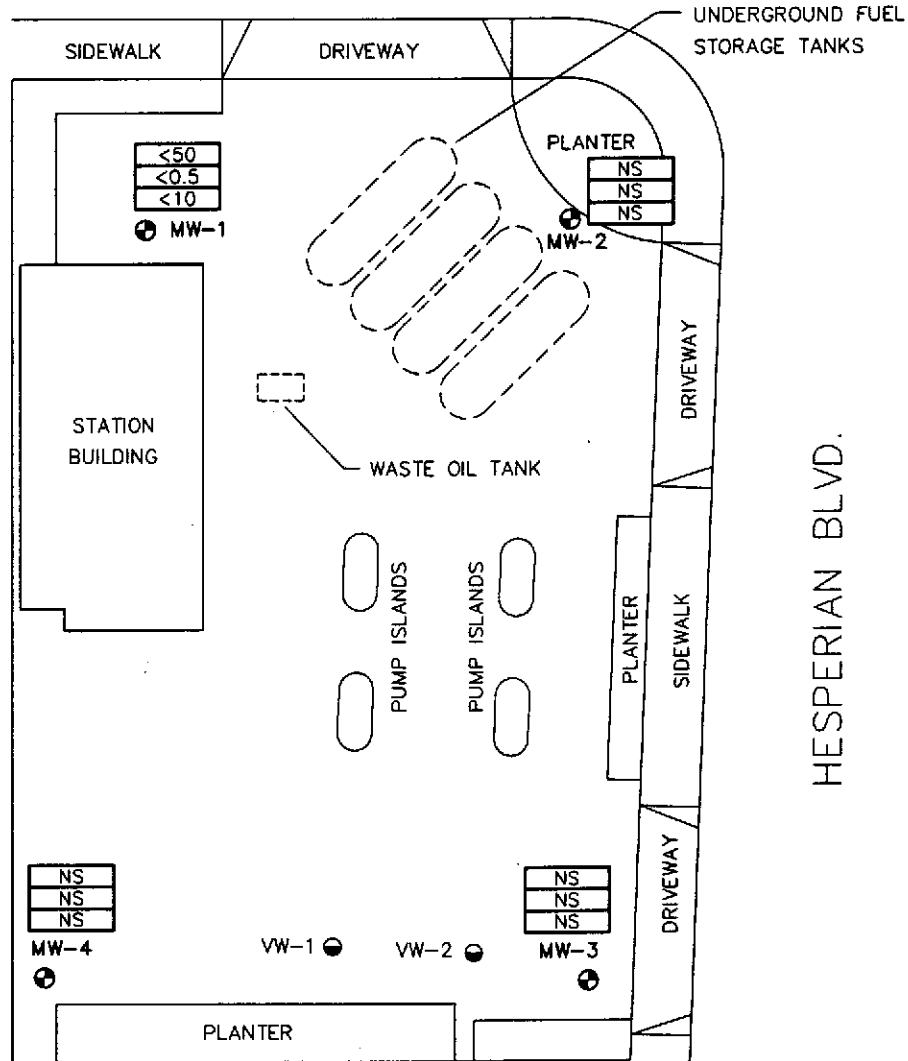 UNDERGROUND FUEL
STORAGE TANKS
SIDEWALK
DRIVEWAY
PLANTER
<50
<0.5
<10
MW-1
NS
NS
NS
MW-2
STATION
BUILDING
WASTE OIL TANK
DRIVEWAY
HESPERIAN BLVD.
PUMP ISLANDS
PUMP ISLANDS
PLANTER
SIDEWALK
DRIVEWAY
NS
NS
NS
MW-4
VW-1
VW-2
NS
NS
NS
MW-3
PLANTER